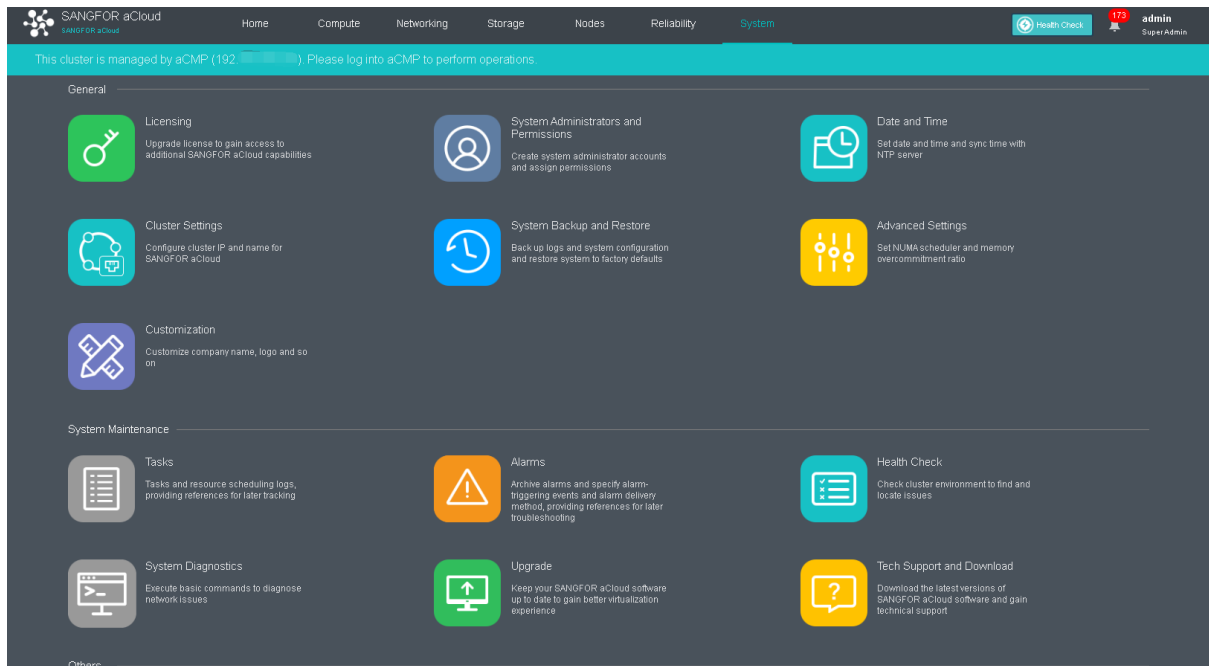 SANGFOR aCloud
SANGFOR aCloud
Home Compute Networking Storage Nodes Reliability System
Health Check
173
admin
Super Admin
This cluster is managed by aCMP (192. ). Please log into aCMP to perform operations.
General
Licensing
Upgrade license to gain access to
additional SANGFOR aCloud capabilities
System Administrators and
Permissions
Create system administrator accounts
and assign permissions
Date and Time
Set date and time and sync time with
NTP server
Cluster Settings
Configure cluster IP and name for
SANGFOR aCloud
System Backup and Restore
Back up logs and system configuration
and restore system to factory defaults
Advanced Settings
Set NUMA scheduler and memory
overcommitment ratio
Customization
Customize company name, logo and so
on
System Maintenance
Tasks
Tasks and resource scheduling logs,
providing references for later tracking
Alarms
Archive alarms and specify alarm-
triggering events and alarm delivery
method, providing references for later
troubleshooting
Health Check
Check cluster environment to find and
locate issues
System Diagnostics
Execute basic commands to diagnose
network issues
Upgrade
Keep your SANGFOR aCloud software
up to date to gain better virtualization
experience
Tech Support and Download
Download the latest versions of
SANGFOR aCloud software and gain
technical support
Others